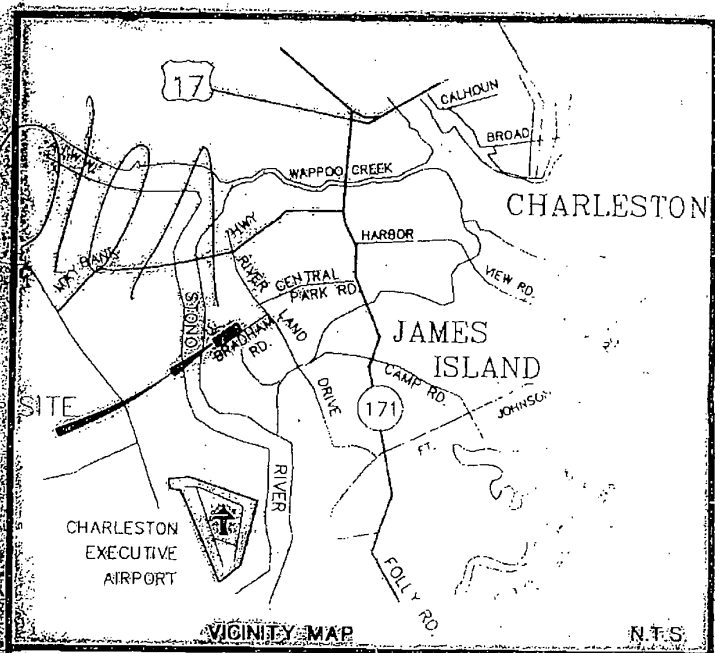 17
CALHOUN
BROAD
WAPPOO CREEK
CHARLESTON
HWY
HARBOR
VIEW RD.
RIVER
LAND
DRIVE
CENTRAL
PARK RD.
STONO
RIVER
BRADHAM
RD.
JAMES
ISLAND
CAMP RD.
SITE
171
FT.
JOHNSON
CHARLESTON
EXECUTIVE
AIRPORT
FOLLY RD.
VICINITY MAP
N.T.S.